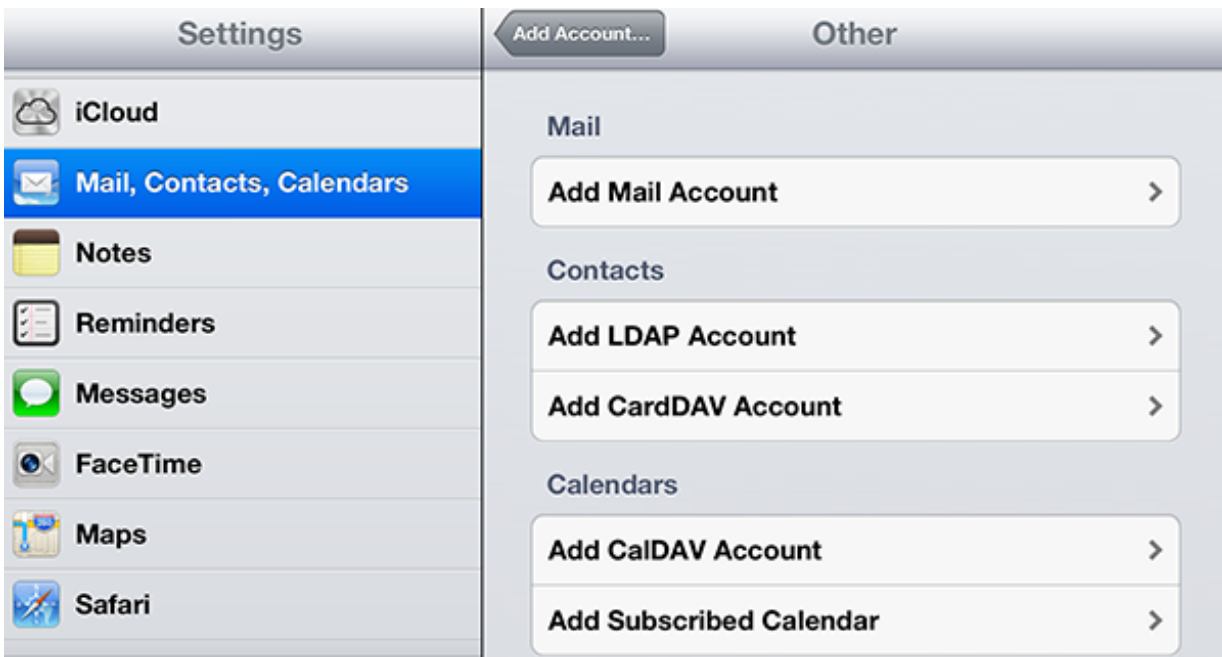 Settings
iCloud
Mail, Contacts, Calendars
Notes
Reminders
Messages
FaceTime
Maps
Safari
Add Account...
Other
Mail
Add Mail Account
Contacts
Add LDAP Account
Add CardDAV Account
Calendars
Add CalDAV Account
Add Subscribed Calendar